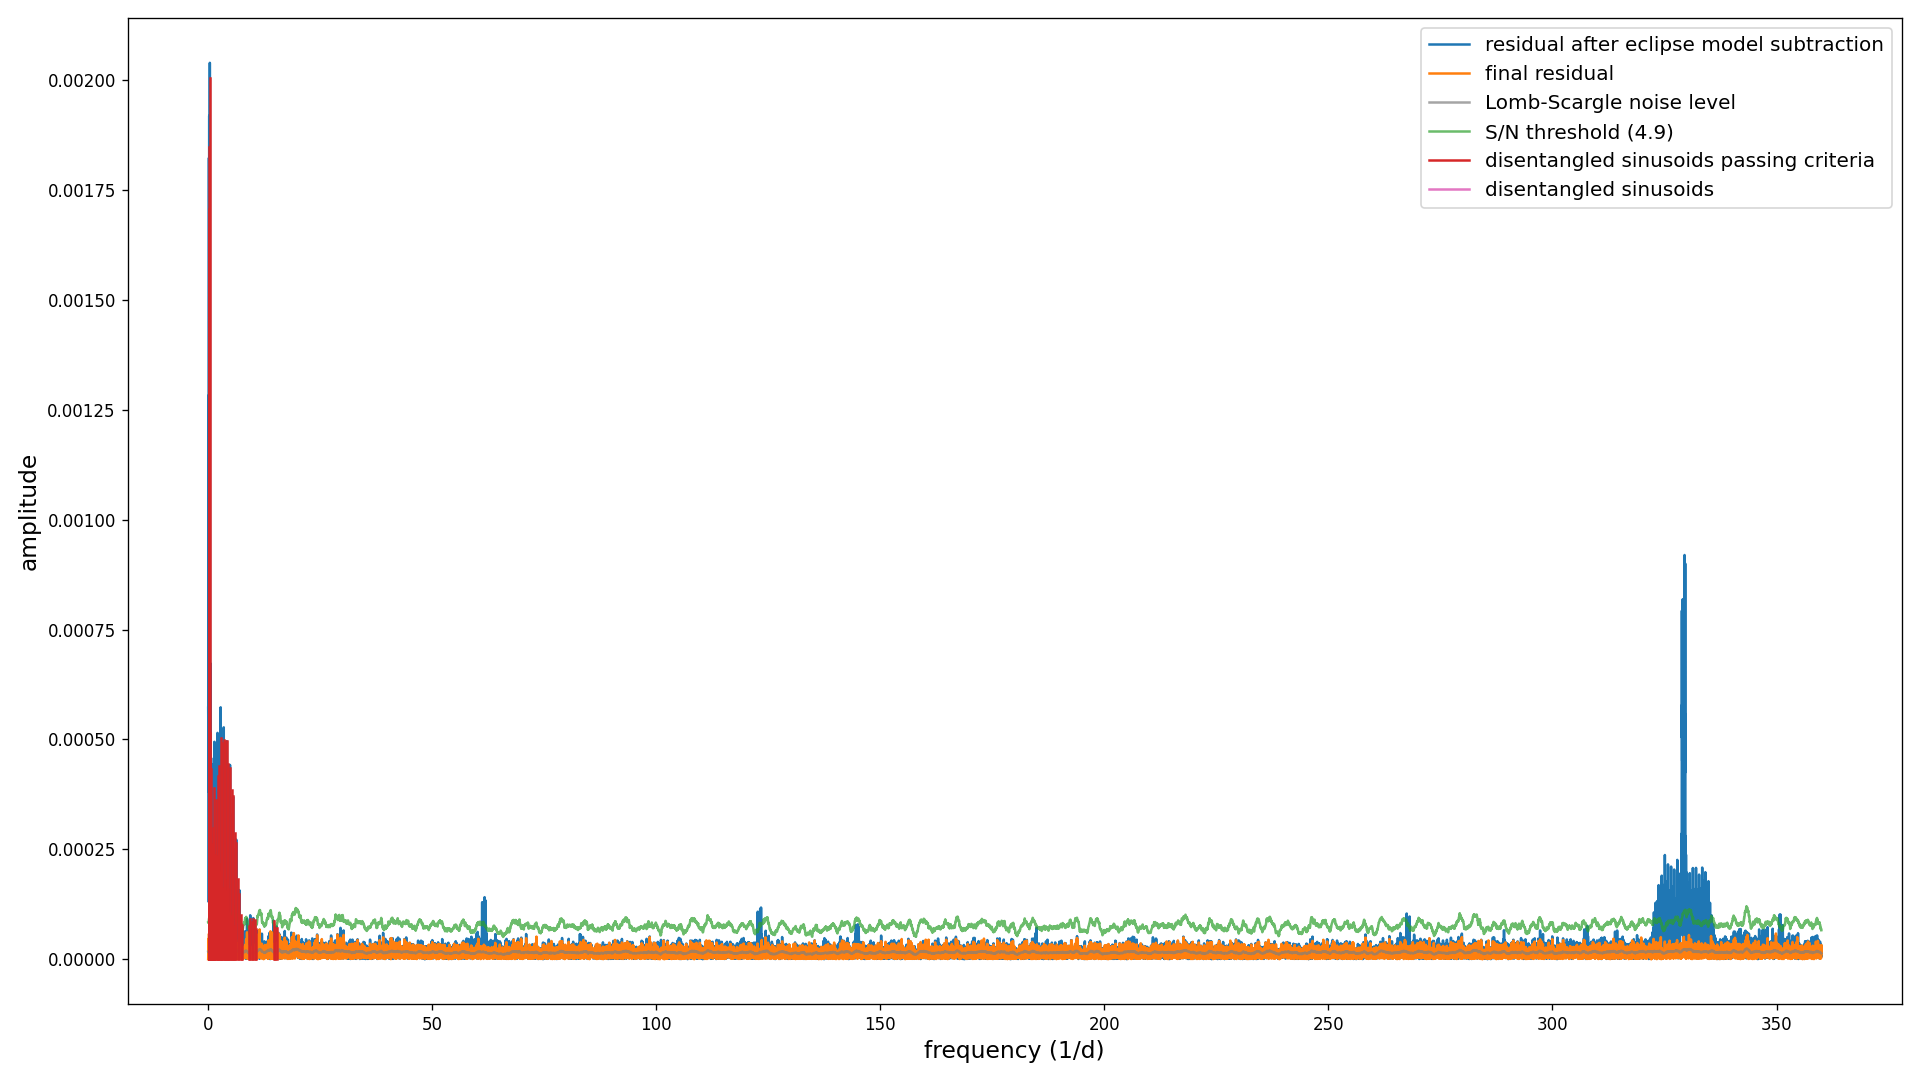 residual after eclipse model subtraction
final residual
Lomb-Scargle noise level
S/N threshold (4.9)
disentangled sinusoids passing criteria
disentangled sinusoids
amplitude
0.00200
0.00175
0.00150
0.00125
0.00100
0.00075
0.00050
0.00025
0.00000
0 50 100 150 200 250 300 350
frequency (1/d)